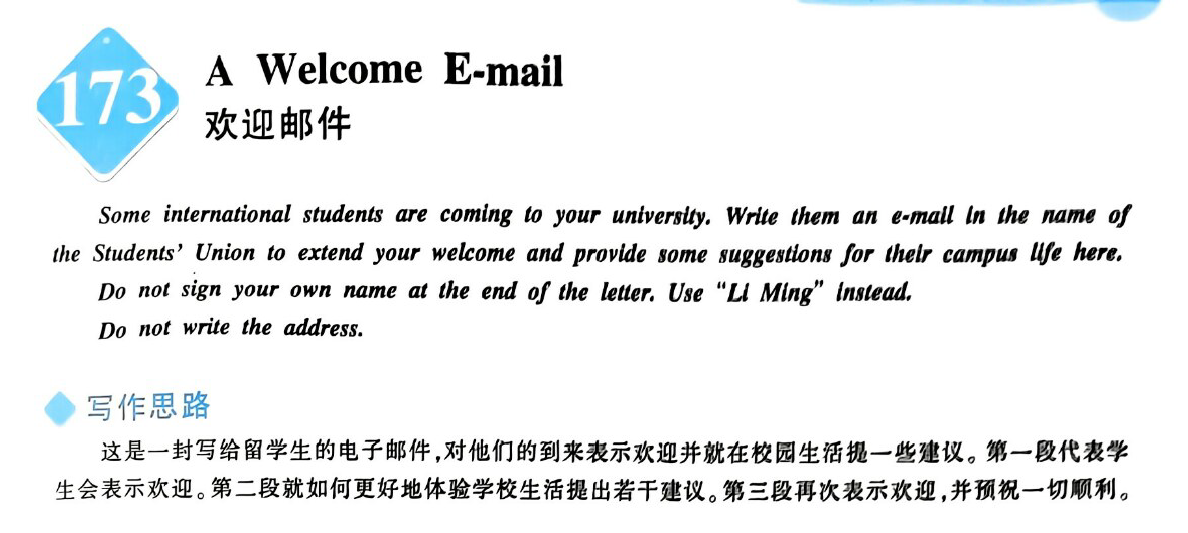 173
A Welcome E-mail
欢迎邮件
Some international students are coming to your university. Write them an e-mail in the name of
the Students' Union to extend your welcome and provide some suggestions for their campus life here.
Do not sign your own name at the end of the letter. Use “Li Ming” instead.
Do not write the address.
写作思路
这是一封写给留学生的电子邮件,对他们的到来表示欢迎并就在校园生活提一些建议。第一段代表学
生会表示欢迎。第二段就如何更好地体验学校生活提出若干建议。第三段再次表示欢迎,并预祝一切顺利。